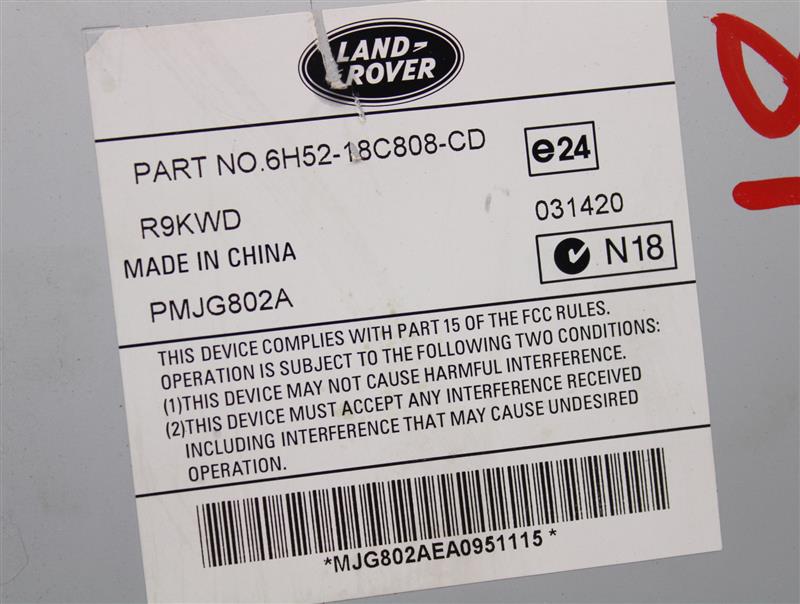 LAND-
ROVER
PART NO.6H52-18C808-CD
e24
R9KWD
031420
MADE IN CHINA
N18
PMJG802A
THIS DEVICE COMPLIES WITH PART 15 OF THE FCC RULES.
OPERATION IS SUBJECT TO THE FOLLOWING TWO CONDITIONS:
(1)THIS DEVICE MAY NOT CAUSE HARMFUL INTERFERENCE.
(2)THIS DEVICE MUST ACCEPT ANY INTERFERENCE RECEIVED
INCLUDING INTERFERENCE THAT MAY CAUSE UNDESIRED
OPERATION.
*MJG802AEA0951115*